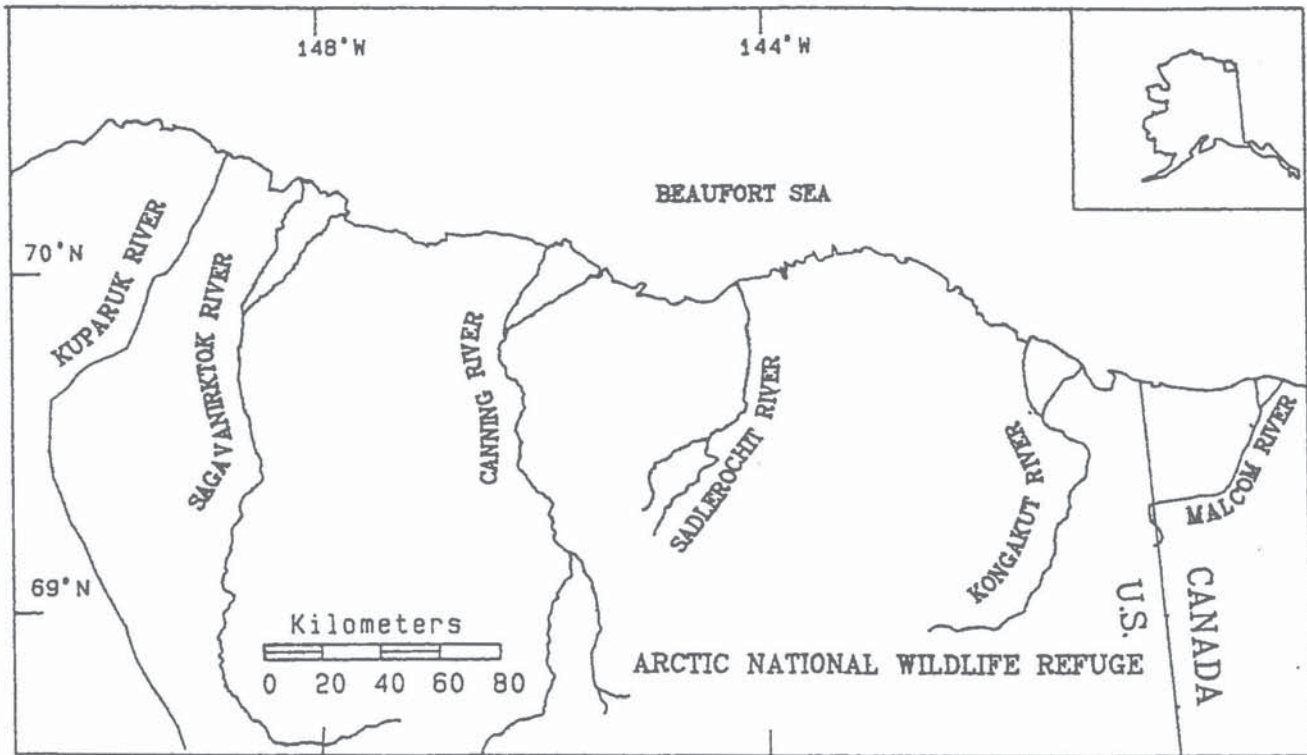 148°W
144°W
BEAUFORT SEA
70°N
KUPARUK RIVER
SAGAVANIRKTOK RIVER
CANNING RIVER
SADLEROCHIT RIVER
KONGAKUT RIVER
MALCOM RIVER
69°N
U.S.
CANADA
Kilometers
0 20 40 60 80
ARCTIC NATIONAL WILDLIFE REFUGE